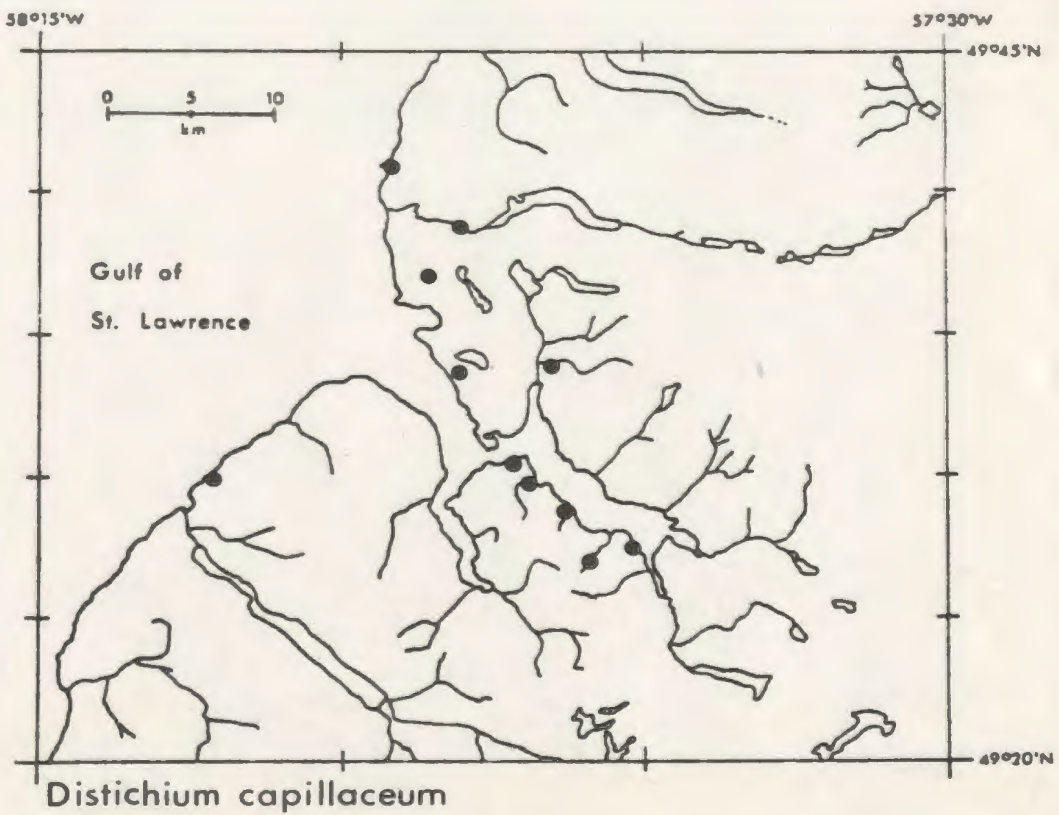 58°15'W
57°30'W
49°45'N
0 5 10
km
Gulf of
St. Lawrence
49°20'N
Distichium capillaceum